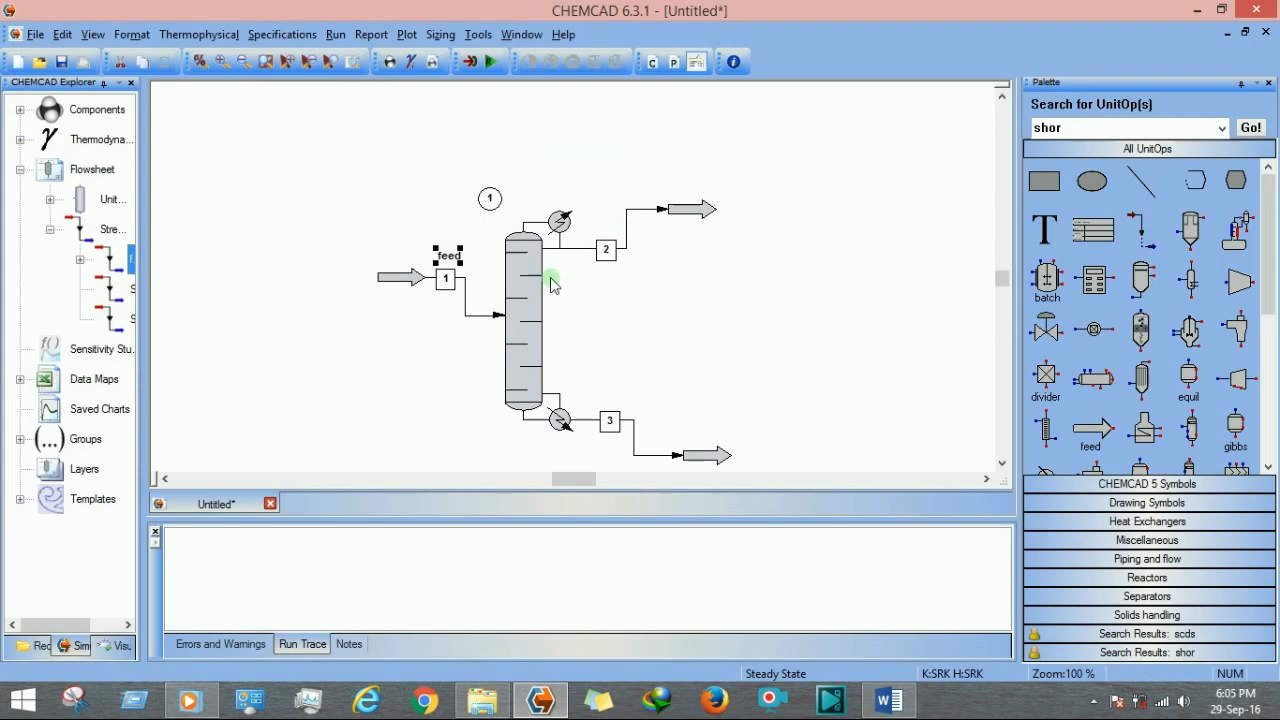 CHEMCAD 6.3.1 - [Untitled*]
File Edit View Format Thermophysical Specifications Run Report Plot Sizing Tools Window Help
C P
CHEMCAD Explorer
Components
Thermodyna...
Flowsheet
Unit...
Stre...
f
S
S
Sensitivity Stu..
Data Maps
Saved Charts
Groups
Layers
Templates
Rec Sim Visu
1
feed
1
2
3
Untitled*
Errors and Warnings Run Trace Notes
Palette
Search for UnitOp(s)
shor Go!
All UnitOps
T
batch
divider equil
feed gibbs
CHEMCAD 5 Symbols
Drawing Symbols
Heat Exchangers
Miscellaneous
Piping and flow
Reactors
Separators
Solids handling
Search Results: scds
Search Results: shor
Steady State K:SRK H:SRK Zoom:100 % NUM
6:05 PM
29-Sep-16